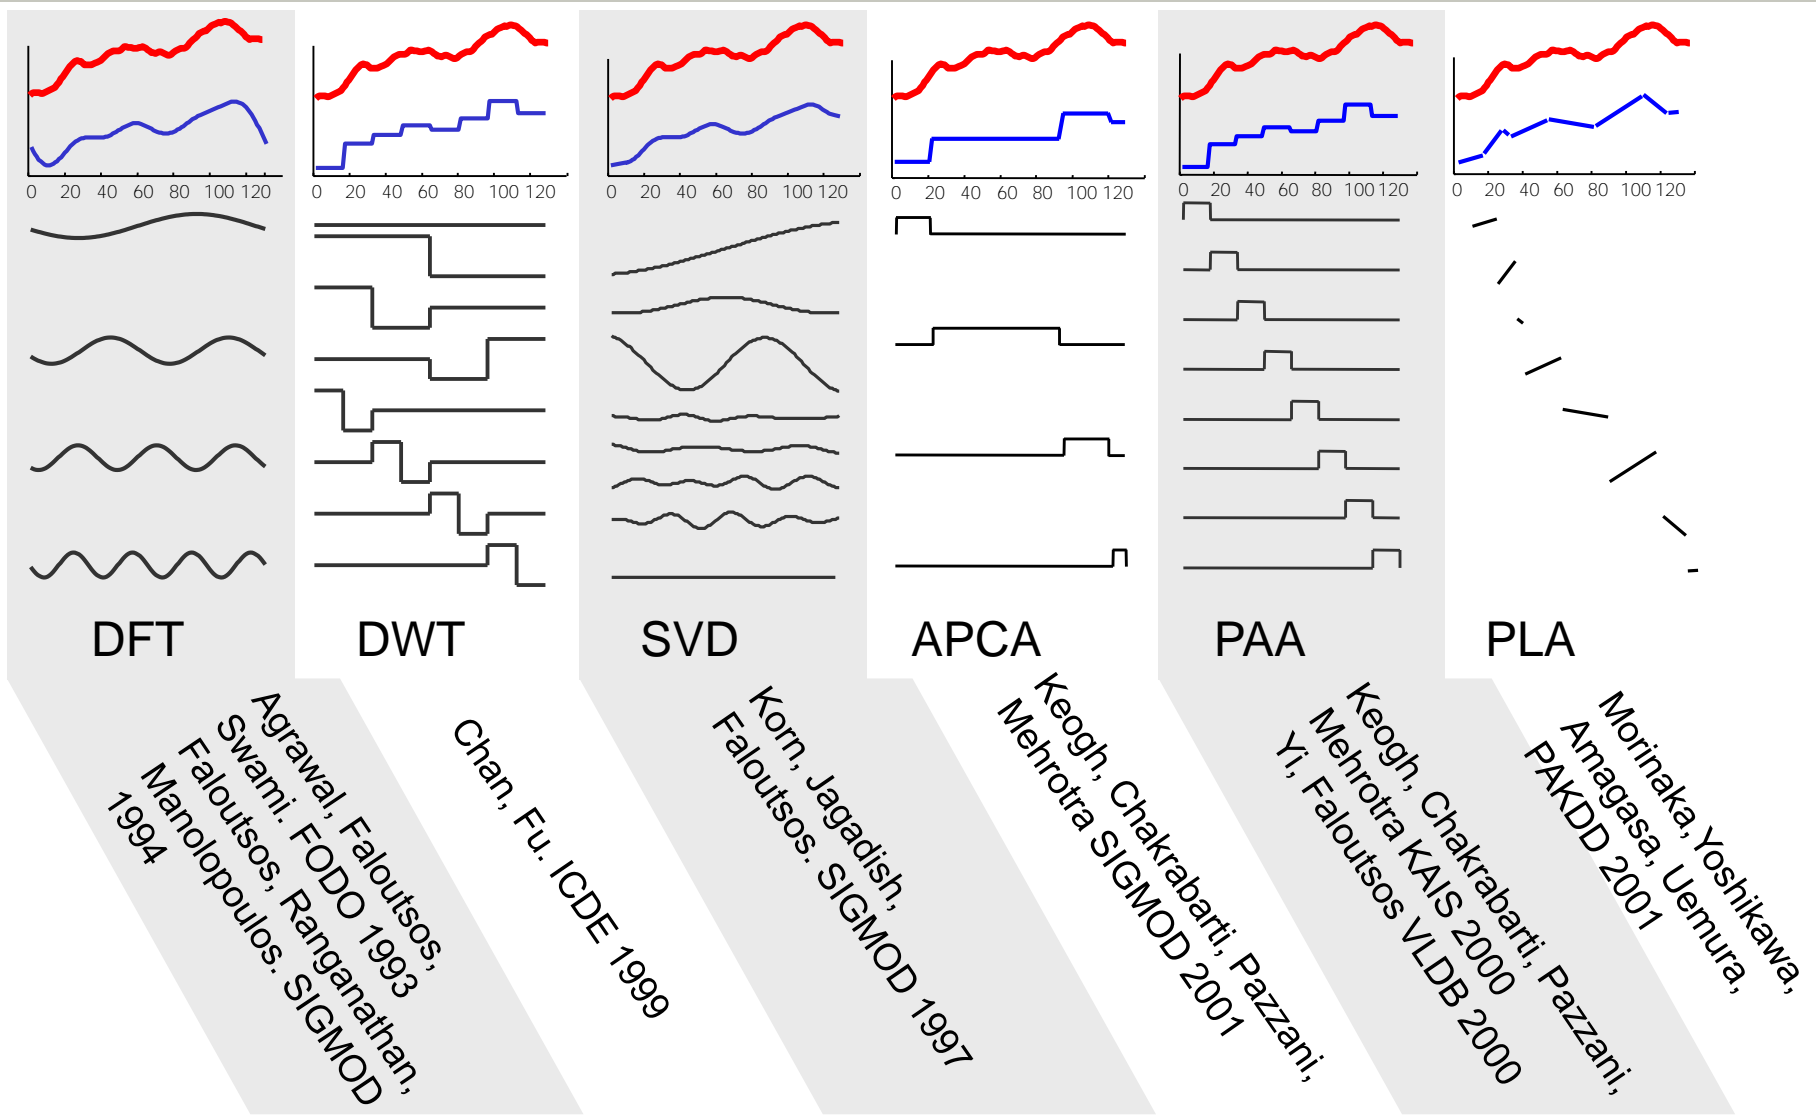 0 20 40 60 80 100 120
0 20 40 60 80 100 120
0 20 40 60 80 100 120
0 20 40 60 80 100 120
0 20 40 60 80 100 120
0 20 40 60 80 100 120
DFT
DWT
SVD
APCA
PAA
PLA
Agrawal, Faloutsos,
Swami. FODO 1993
Faloutsos, Ranganathan,
Manolopoulos. SIGMOD
1994
Chan, Fu. ICDE 1999
Korn, Jagadish,
Faloutsos. SIGMOD 1997
Keogh, Chakrabarti, Pazzani,
Mehrotra SIGMOD 2001
Keogh, Chakrabarti, Pazzani,
Mehrotra KAIS 2000
Yi, Faloutsos VLDB 2000
Morinaka, Yoshikawa,
Amagasa, Uemura,
PAKDD 2001